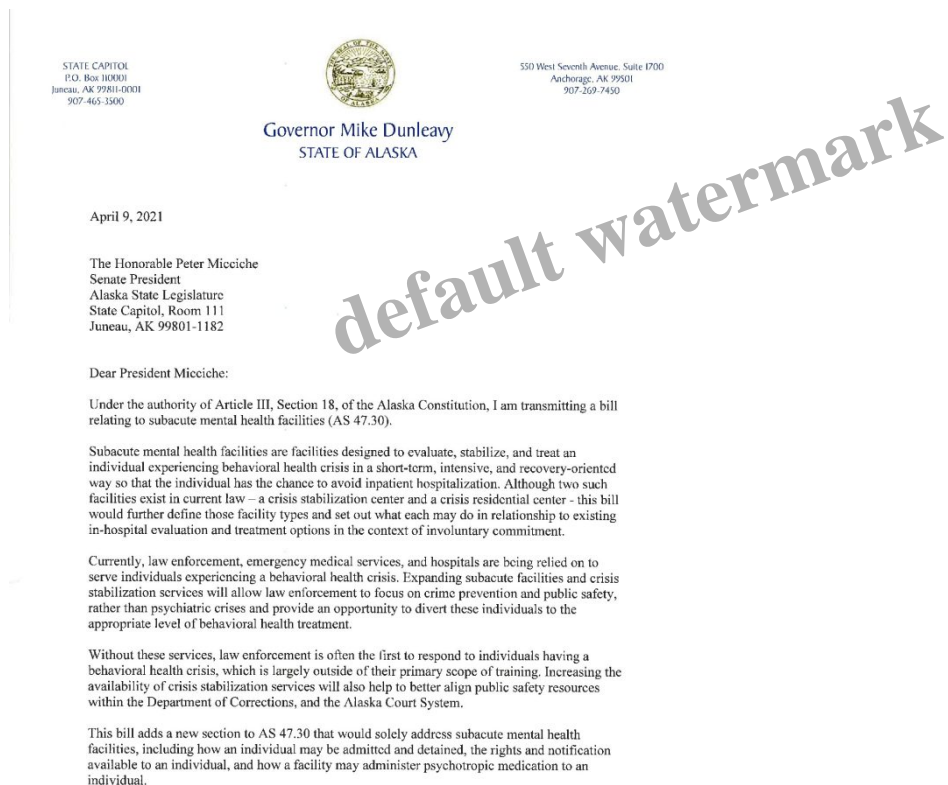 STATE CAPITOL
P.O. Box 110001
Juneau, AK 99811-0001
907-465-3500
550 West Seventh Avenue, Suite 1700
Anchorage, AK 99501
907-269-7450
Governor Mike Dunleavy
STATE OF ALASKA
default watermark
April 9, 2021
The Honorable Peter Micciche
Senate President
Alaska State Legislature
State Capitol, Room 111
Juneau, AK 99801-1182
Dear President Micciche:
Under the authority of Article III, Section 18, of the Alaska Constitution, I am transmitting a bill
relating to subacute mental health facilities (AS 47.30).
Subacute mental health facilities are facilities designed to evaluate, stabilize, and treat an
individual experiencing behavioral health crisis in a short-term, intensive, and recovery-oriented
way so that the individual has the chance to avoid inpatient hospitalization. Although two such
facilities exist in current law – a crisis stabilization center and a crisis residential center - this bill
would further define those facility types and set out what each may do in relationship to existing
in-hospital evaluation and treatment options in the context of involuntary commitment.
Currently, law enforcement, emergency medical services, and hospitals are being relied on to
serve individuals experiencing a behavioral health crisis. Expanding subacute facilities and crisis
stabilization services will allow law enforcement to focus on crime prevention and public safety,
rather than psychiatric crises and provide an opportunity to divert these individuals to the
appropriate level of behavioral health treatment.
Without these services, law enforcement is often the first to respond to individuals having a
behavioral health crisis, which is largely outside of their primary scope of training. Increasing the
availability of crisis stabilization services will also help to better align public safety resources
within the Department of Corrections, and the Alaska Court System.
This bill adds a new section to AS 47.30 that would solely address subacute mental health
facilities, including how an individual may be admitted and detained, the rights and notification
available to an individual, and how a facility may administer psychotropic medication to an
individual.